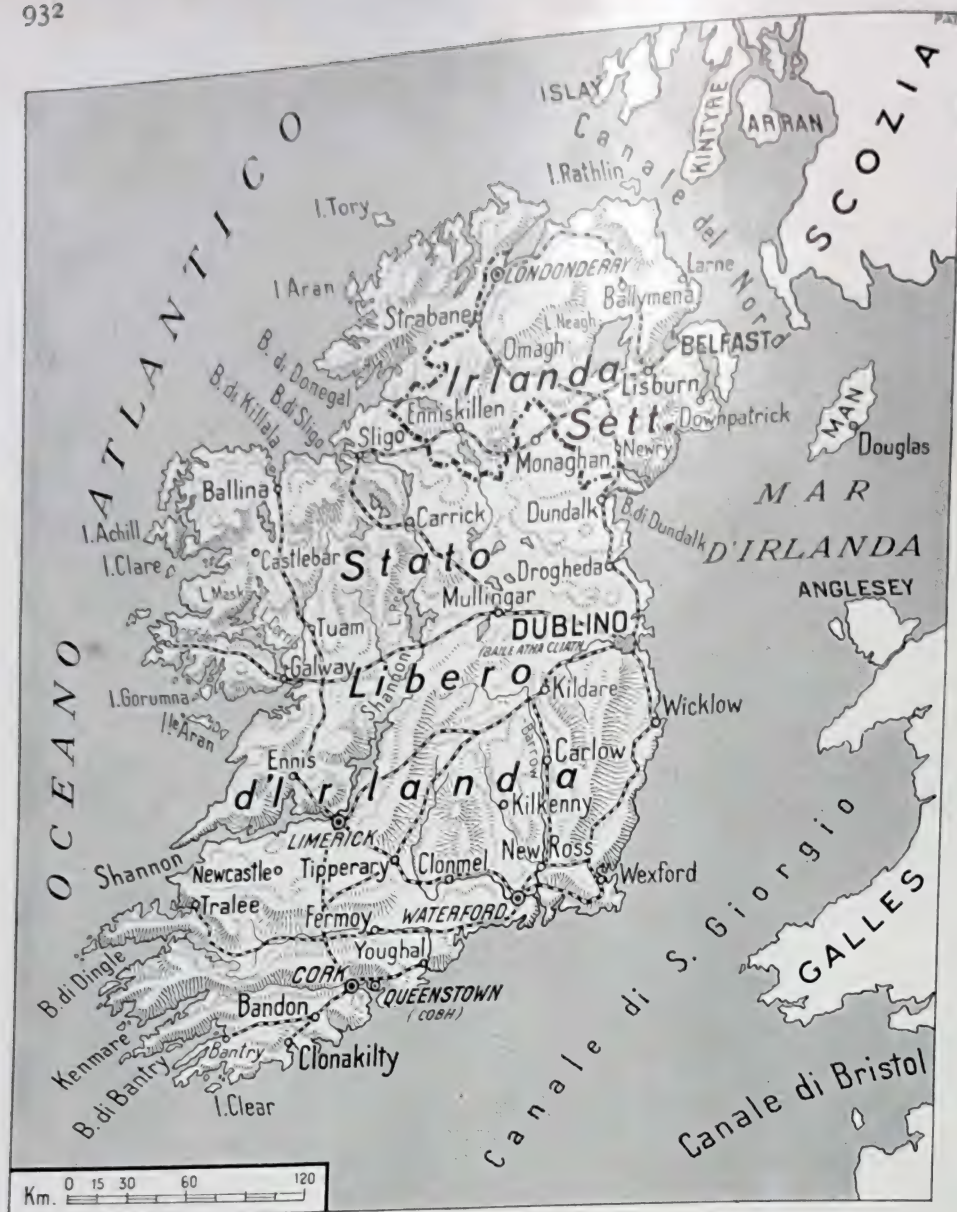 932
ISLAY
KINTYRE
ARRAN
SCOZIA
Canale del Nor
I.Rathlin
I.Tory
OCEANO ATLANTICO
LONDONDERRY
Larne
I Aran
Ballymena
Strabane
L.Neagh
Omagh
BELFAST
B. di Donegal
Irlanda
Lisburn
B. di Killala
B. di Sligo
Enniskillen
Sett.
Downpatrick
MAN
Sligo
Newry
Douglas
Monaghan
Ballina
MAR
D'IRLANDA
Dundalk
B. di Dundalk
I.Achill
Carrick
I.Clare
Castlebar
Stato
Drogheda
ANGLESEY
L. Mask
Mullingar
L. Ree
L. Corrib
Tuam
DUBLINO
(BAILE ATHA CLIATH)
Galway
Libero
Shannon
Kildare
I.Gorumna
Wicklow
I.le Aran
Barrow
Carlow
Ennis
d'Irlanda
Kilkenny
LIMERICK
Shannon
Newcastle
Tipperary
Clonmel
New Ross
Wexford
Canale di S. Giorgio
Tralee
Fermoy
WATERFORD
GALLES
Youghal
B. di Dingle
CORK
QUEENSTOWN
(COBH)
Bandon
Kenmare
Bantry
Clonakilty
B. di Bantry
I.Clear
Canale di Bristol
Km. 0 15 30 60 120